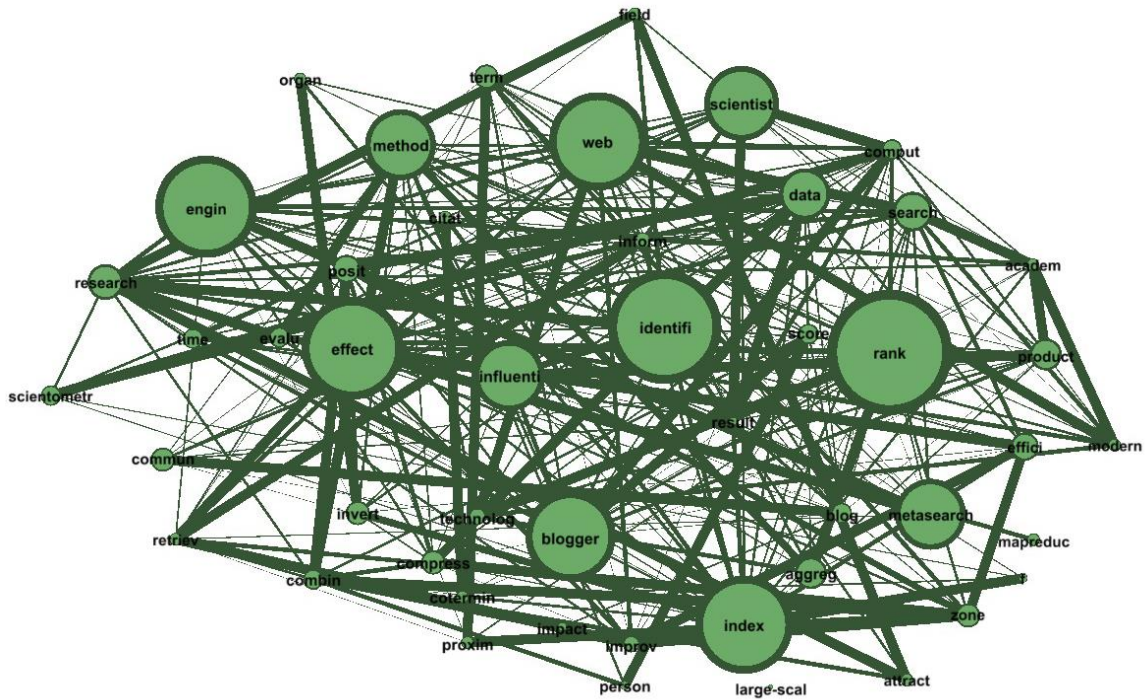 field
organ
term
scientist
method
web
comput
data
engin
search
citat
inform
posit
academ
research
time
evalu
effect
identifi
score
rank
product
influenti
scientometr
result
effici
modern
commun
invert
technolog
blogger
blog
metasearch
retriev
mapreduc
compress
combin
aggreg
cotermin
zone
impact
index
proxim
improv
person
attract
large-scal